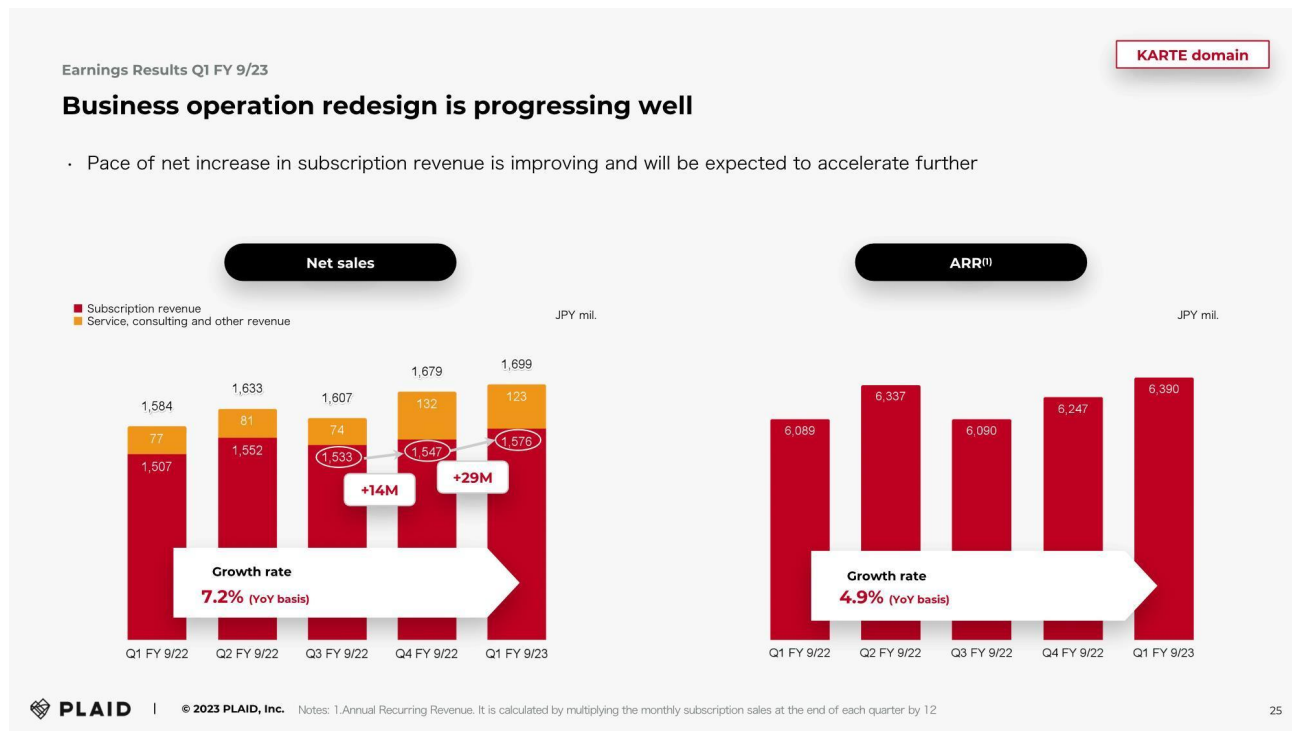 KARTE domain
Earnings Results Q1 FY 9/23
Business operation redesign is progressing well
・ Pace of net increase in subscription revenue is improving and will be expected to accelerate further
Net sales
Subscription revenue
Service, consulting and other revenue
JPY mil.
1,584
1,633
1,607
1,679
1,699
77
81
74
132
123
1,507
1,552
1,533
1,547
1,576
+14M
+29M
Growth rate
7.2% (YoY basis)
Q1 FY 9/22
Q2 FY 9/22
Q3 FY 9/22
Q4 FY 9/22
Q1 FY 9/23
ARR(1)
JPY mil.
6,089
6,337
6,090
6,247
6,390
Growth rate
4.9% (YoY basis)
Q1 FY 9/22
Q2 FY 9/22
Q3 FY 9/22
Q4 FY 9/22
Q1 FY 9/23
PLAID | © 2023 PLAID, Inc. Notes: 1.Annual Recurring Revenue. It is calculated by multiplying the monthly subscription sales at the end of each quarter by 12
25